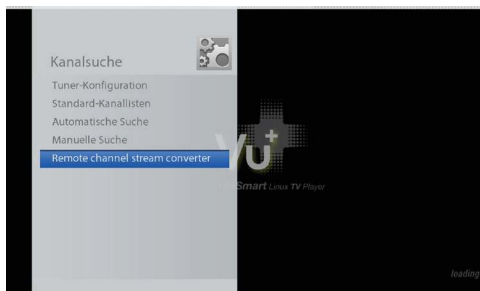 Kanalsuche
Tuner-Konfiguration
Standard-Kanallisten
Automatische Suche
Manuelle Suche
Remote channel stream converter
Vu+
Smart Linux TV Player
loading